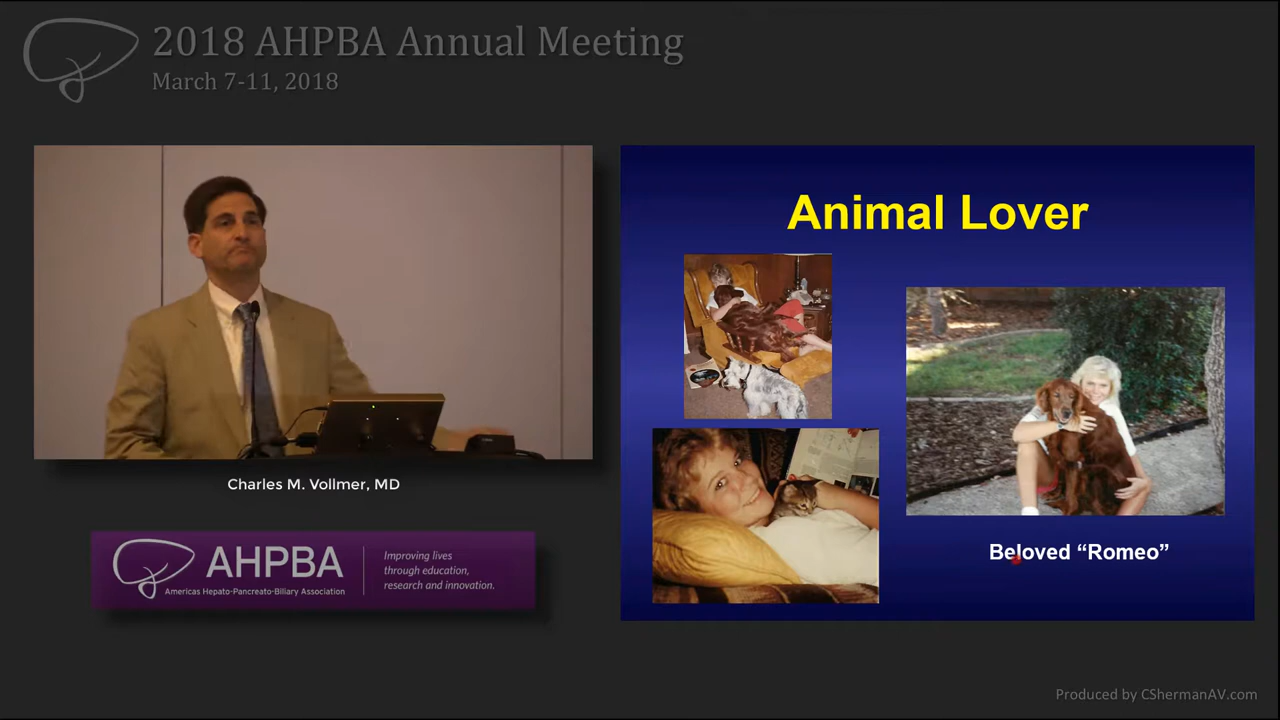 2018 AHPBA Annual Meeting
March 7-11, 2018
Animal Lover
Charles M. Vollmer, MD
AHPBA
Americas Hepato-Pancreato-Biliary Association
Improving lives
through education,
research and innovation.
Beloved “Romeo”
Produced by CShermanAV.com